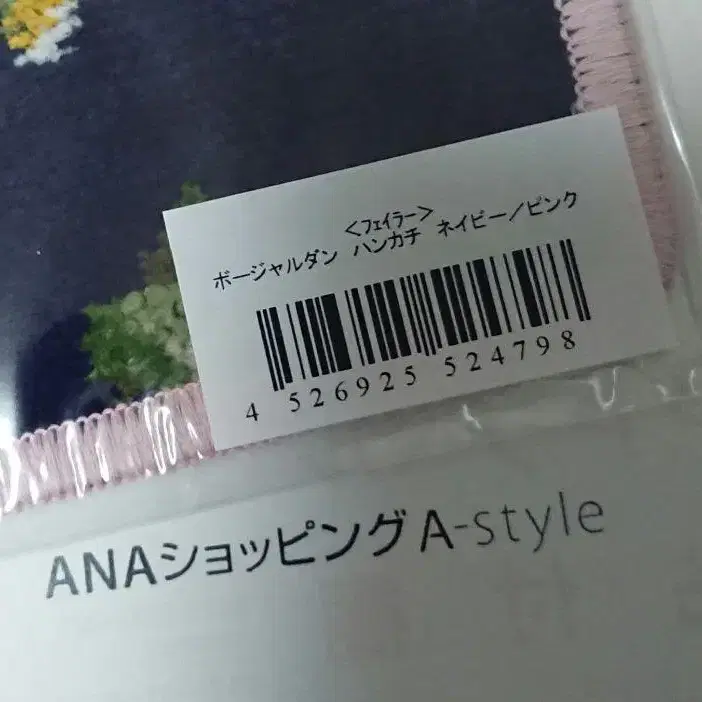 <フェイラー>
ボージャルダン ハンカチ ネイビー/ピンク
4 526925 524798
ANAショッピングA-style